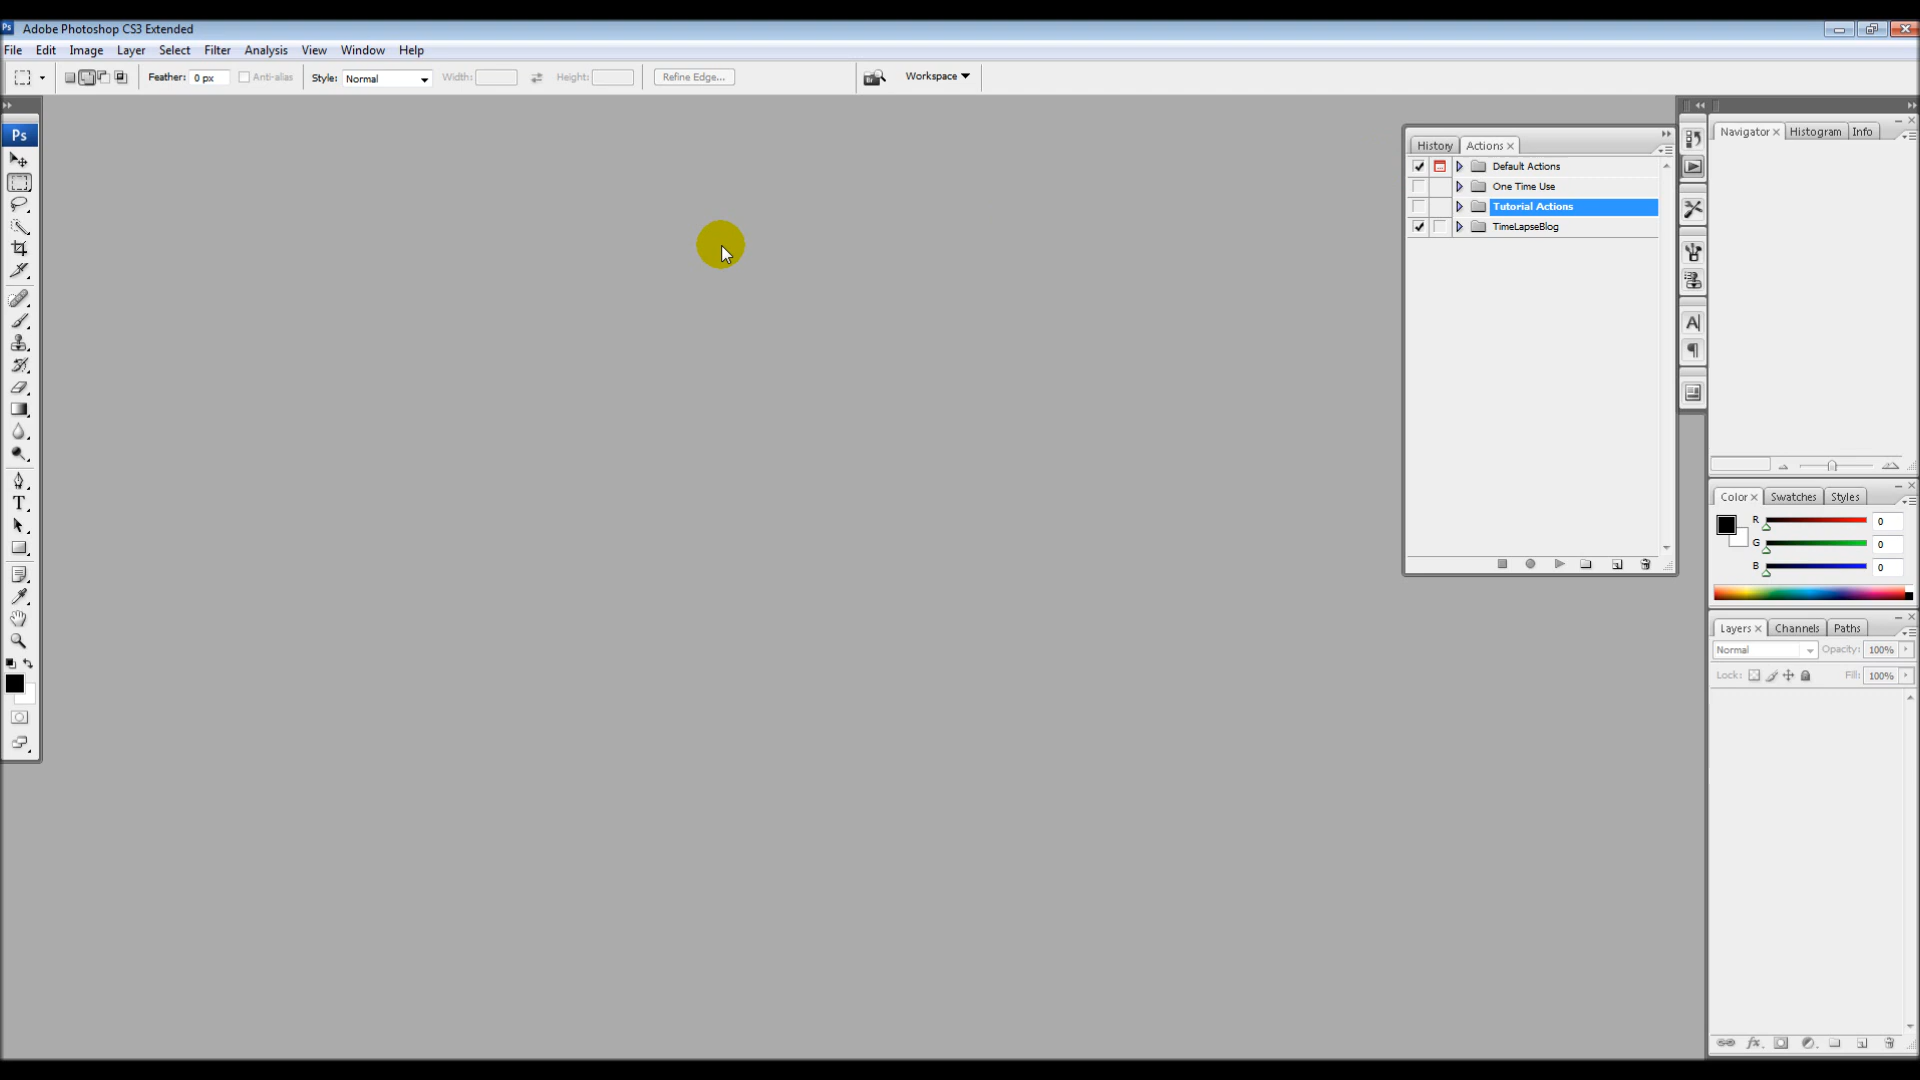 Ps Adobe Photoshop CS3 Extended
File Edit Image Layer Select Filter Analysis View Window Help
Feather: 0 px Anti-alias Style: Normal Width: Height: Refine Edge... Workspace
Ps
Navigator Histogram Info
History Actions
Default Actions
One Time Use
Tutorial Actions
TimeLapseBlog
A
T
Color Swatches Styles
R 0
G 0
B 0
Layers Channels Paths
Normal Opacity: 100%
Lock: Fill: 100%
fx